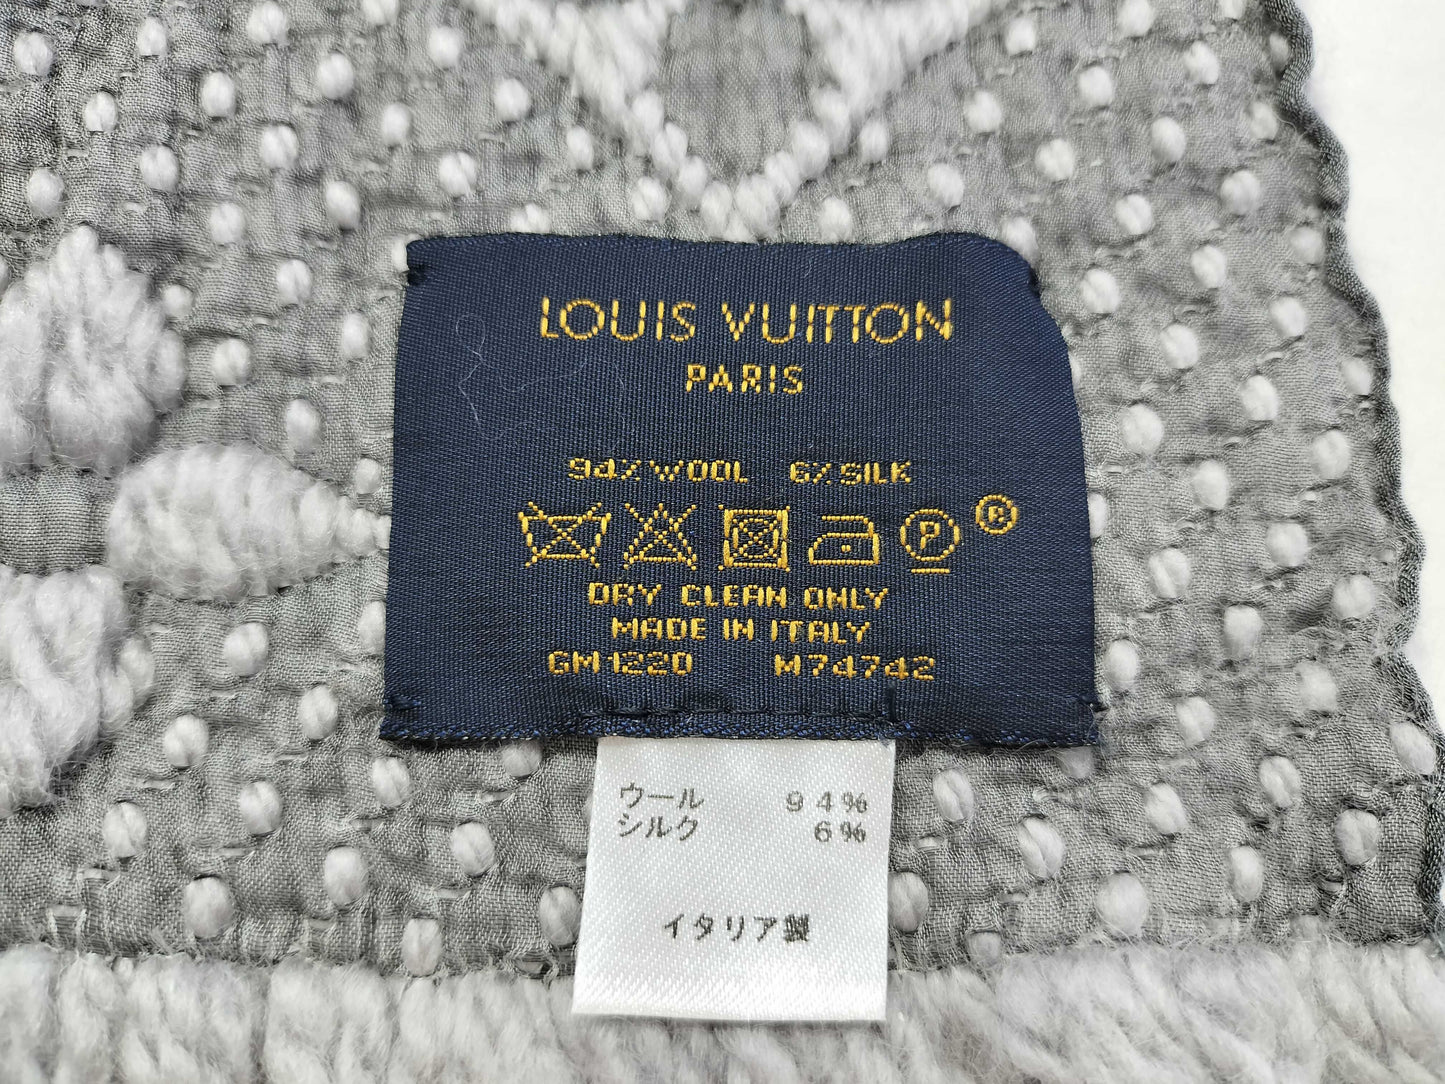 LOUIS VUITTON
PARIS
94% WOOL 6% SILK
P ®
DRY CLEAN ONLY
MADE IN ITALY
GM1220 M74742
ウール 94%
シルク 6%
イタリア製